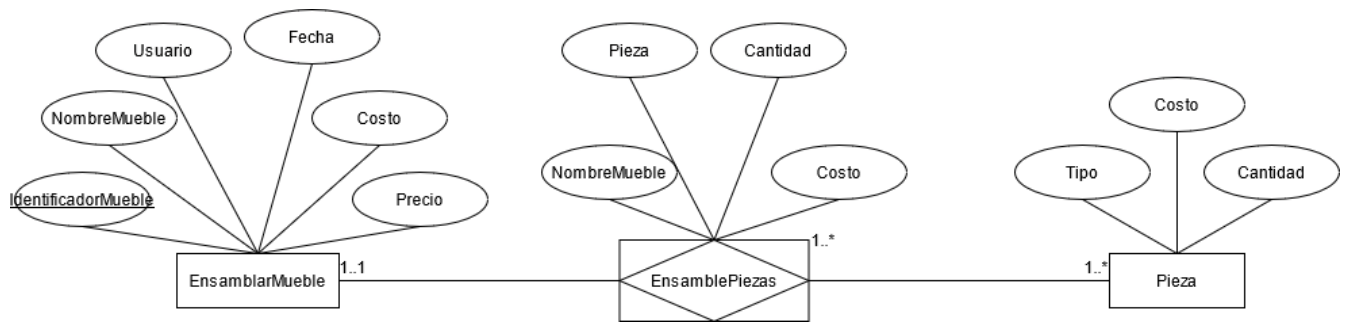 Usuario
Fecha
NombreMueble
Costo
IdentificadorMueble
Precio
EnsamblarMueble
1..1
Pieza
Cantidad
NombreMueble
Costo
1..*
EnsamblePiezas
1..*
Costo
Tipo
Cantidad
Pieza